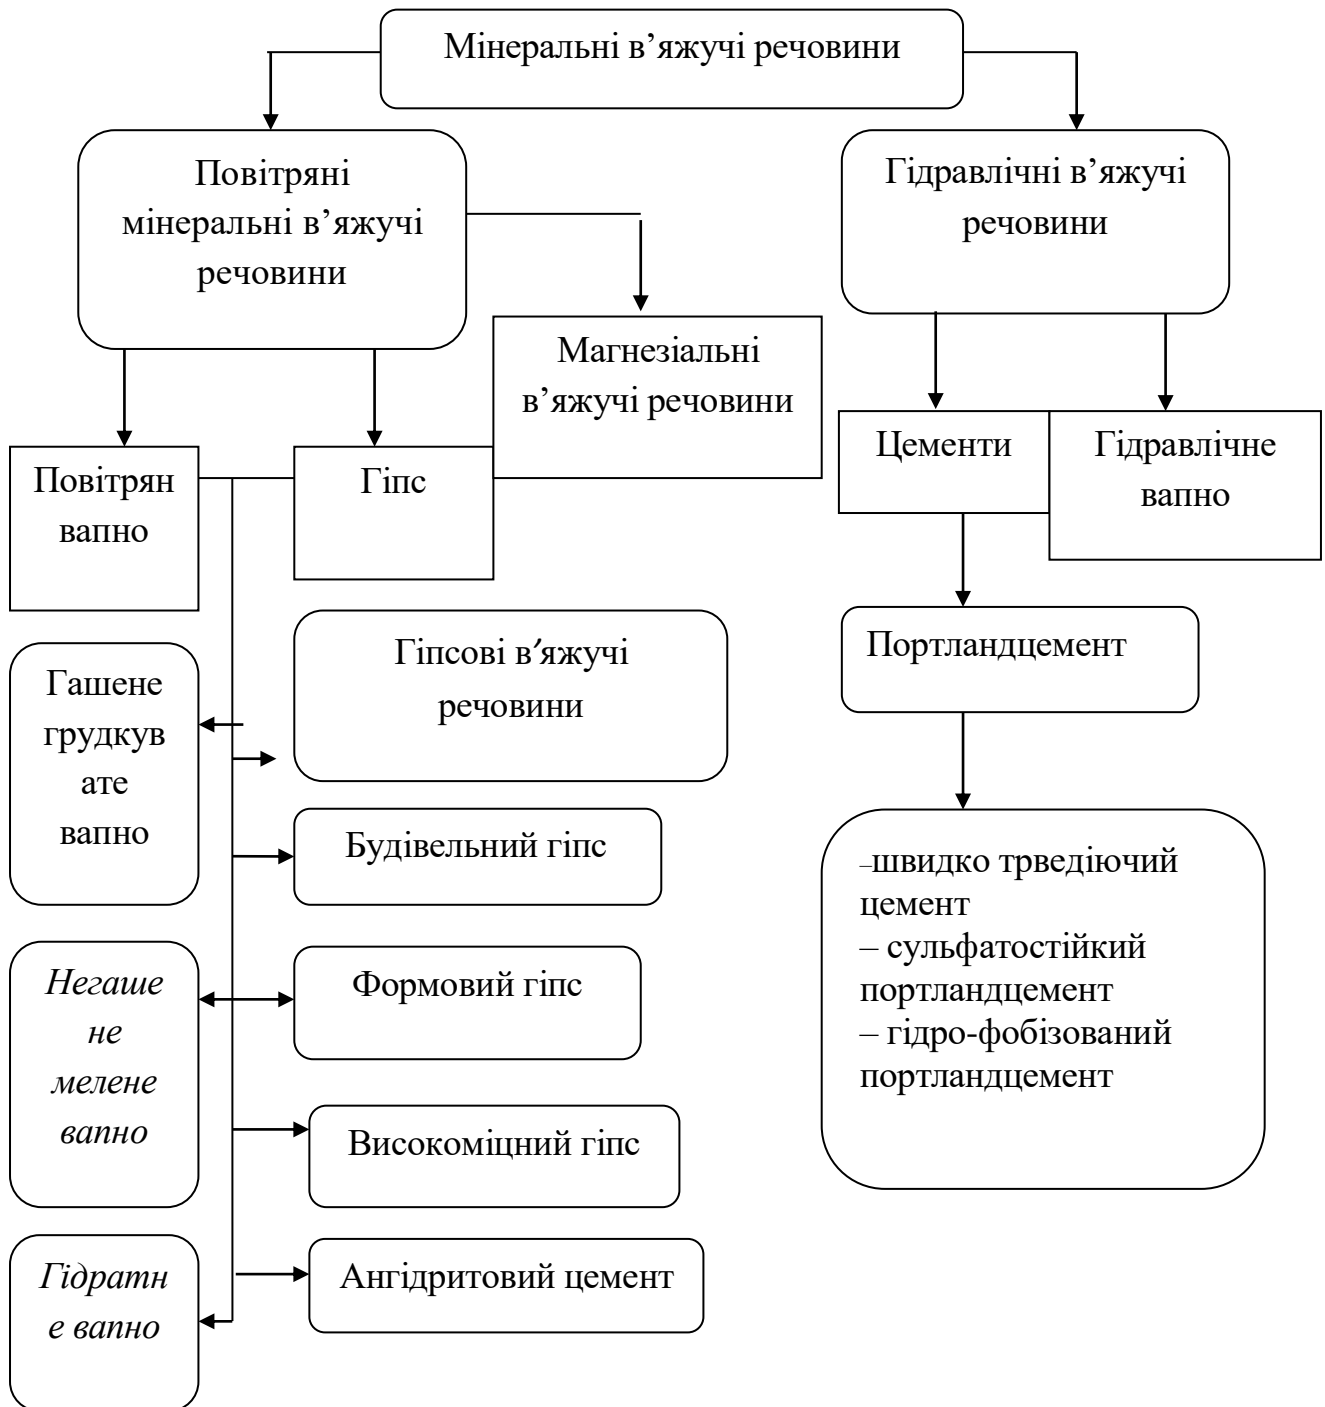 Мінеральні в’яжучі речовини
Повітряні
мінеральні в’яжучі
речовини
Гідравлічні в’яжучі
речовини
Магнезіальні
в’яжучі речовини
Повітрян
вапно
Гіпс
Цементи
Гідравлічне
вапно
Гіпсові в′яжучі
речовини
Портландцемент
Гашене
грудкув
ате
вапно
Будівельний гіпс
–швидко трведіючий
цемент
– сульфатостійкий
портландцемент
– гідро-фобізований
портландцемент
Негаше
не
мелене
вапно
Формовий гіпс
Високоміцний гіпс
Гідратн
е вапно
Ангідритовий цемент